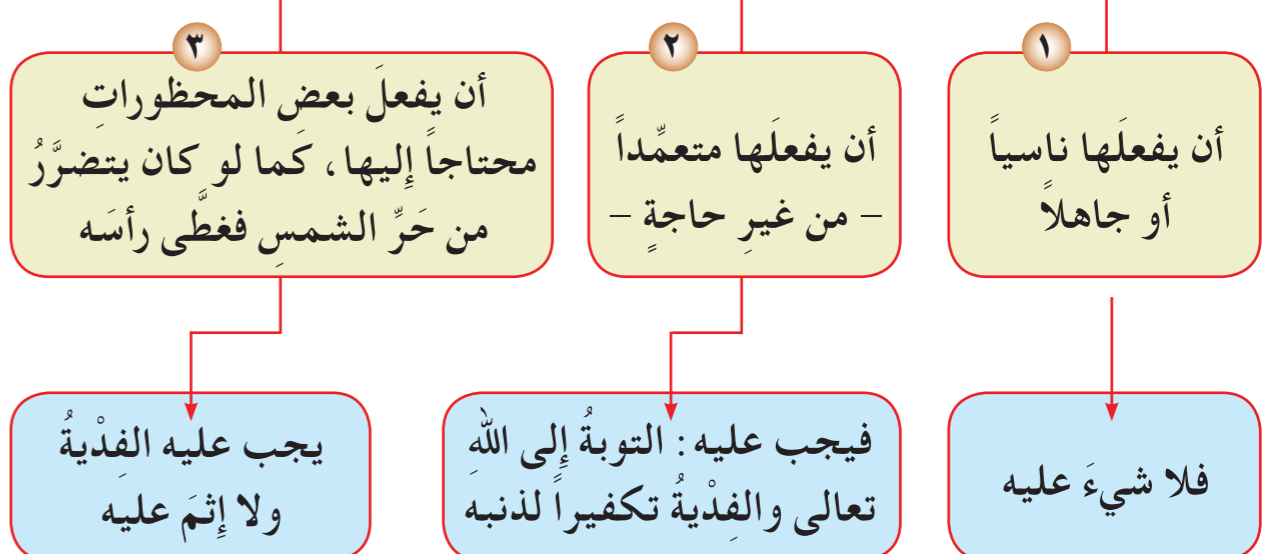 ١
أن يفعلَها ناسياً
أو جاهلاً
٢
أن يفعلَها متعمِّداً
– من غيرِ حاجةٍ –
٣
أن يفعلَ بعض المحظوراتِ
محتاجاً إِليها، كَما لو كان يتضرَّرُ
من حَرِّ الشمسِ فغطَّى رأسَه
فلا شيءَ عليه
فيجب عليه : التوبةُ إِلى اللهِ
تعالى والفِدْيةُ تكفيراً لذنبه
يجب عليه الفِدْيةُ
ولا إِثمَ عليه